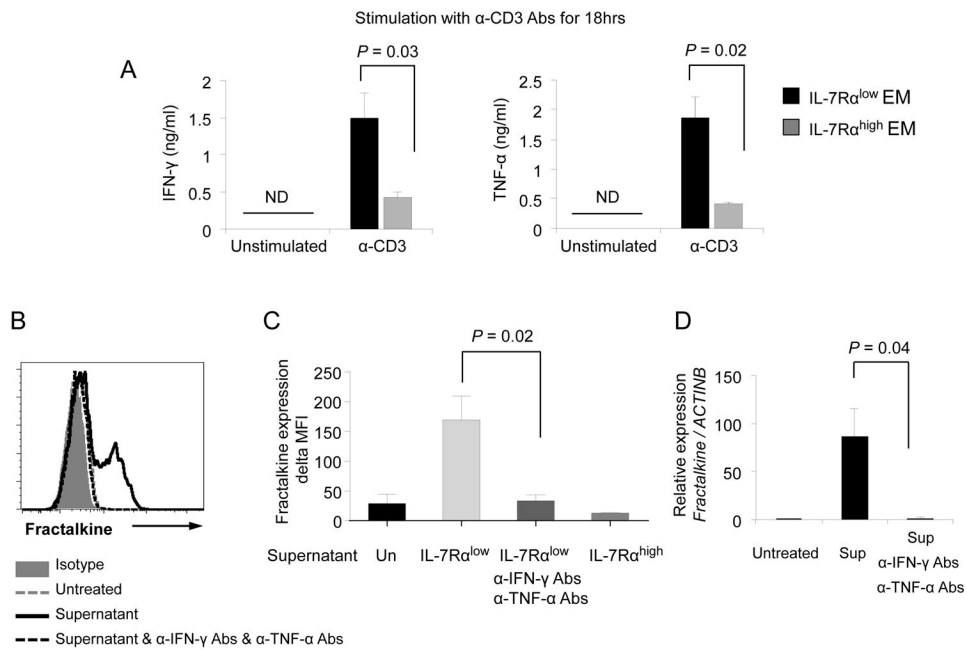 Stimulation with α-CD3 Abs for 18hrs
A
P = 0.03
IFN-γ (ng/ml)
2
1.5
1
0.5
0
ND
Unstimulated
α-CD3
P = 0.02
TNF-α (ng/ml)
2.5
2
1.5
1
0.5
0
ND
Unstimulated
α-CD3
IL-7Rα^low EM
IL-7Rα^high EM
B
Fractalkine
Isotype
Untreated
Supernatant
Supernatant & α-IFN-γ Abs & α-TNF-α Abs
C
P = 0.02
Fractalkine expression
delta MFI
250
200
150
100
50
0
Supernatant
Un
IL-7Rα^low
IL-7Rα^low
α-IFN-γ Abs
α-TNF-α Abs
IL-7Rα^high
D
P = 0.04
Relative expression
Fractalkine / ACTINB
150
100
50
0
Untreated
Sup
Sup
α-IFN-γ Abs
α-TNF-α Abs